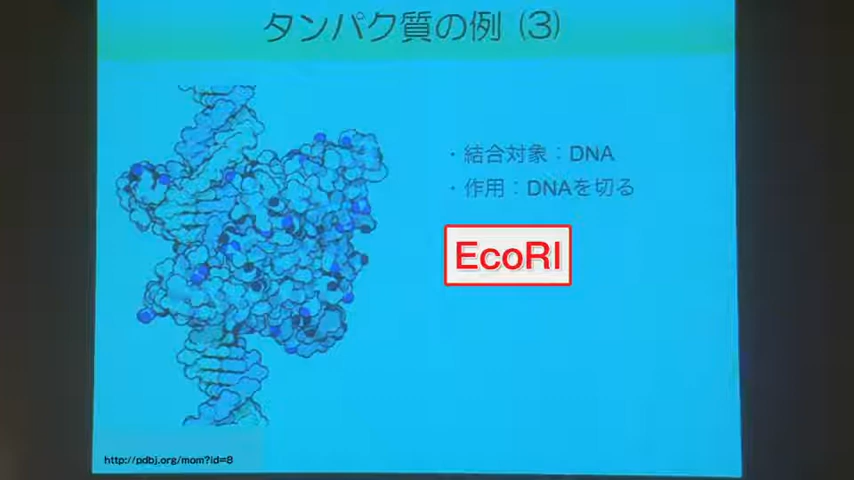 タンパク質の例 (3)
・結合対象：DNA
・作用：DNAを切る
EcoRI
http://pdbj.org/mom?id=8